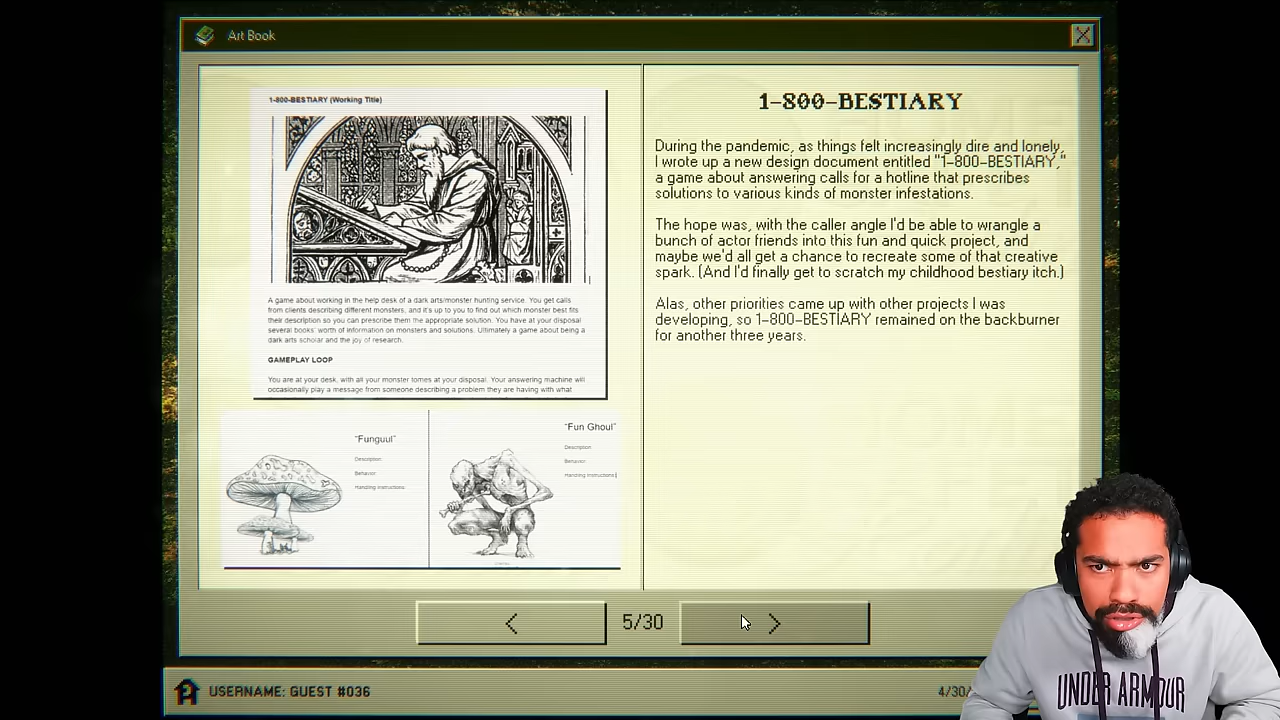 Art Book
1-800-BESTIARY (Working Title)
A game about working in the help desk of a dark arts/monster hunting service. You get calls
from clients describing different monsters, and it's up to you to find out which monster best fits
their description so you can prescribe them the appropriate solution. You have at your disposal
several books' worth of information on monsters and solutions. Ultimately a game about being a
dark arts scholar and the joy of research.
GAMEPLAY LOOP
You are at your desk, with all your monster tomes at your disposal. Your answering machine will
occasionally play a message from someone describing a problem they are having with what
"Funguul"
Description:
Behavior:
Handling Instructions:
"Fun Ghoul"
Description:
Behavior:
Handling Instructions:
1-800-BESTIARY
During the pandemic, as things felt increasingly dire and lonely,
I wrote up a new design document entitled "1-800-BESTIARY,"
a game about answering calls for a hotline that prescribes
solutions to various kinds of monster infestations.
The hope was, with the caller angle I'd be able to wrangle a
bunch of actor friends into this fun and quick project, and
maybe we'd all get a chance to recreate some of that creative
spark. (And I'd finally get to scratch my childhood bestiary itch.)
Alas, other priorities came up with other projects I was
developing, so 1-800-BESTIARY remained on the backburner
for another three years.
< 5/30 >
USERNAME: GUEST #036
4/30/
UNDER ARMOUR